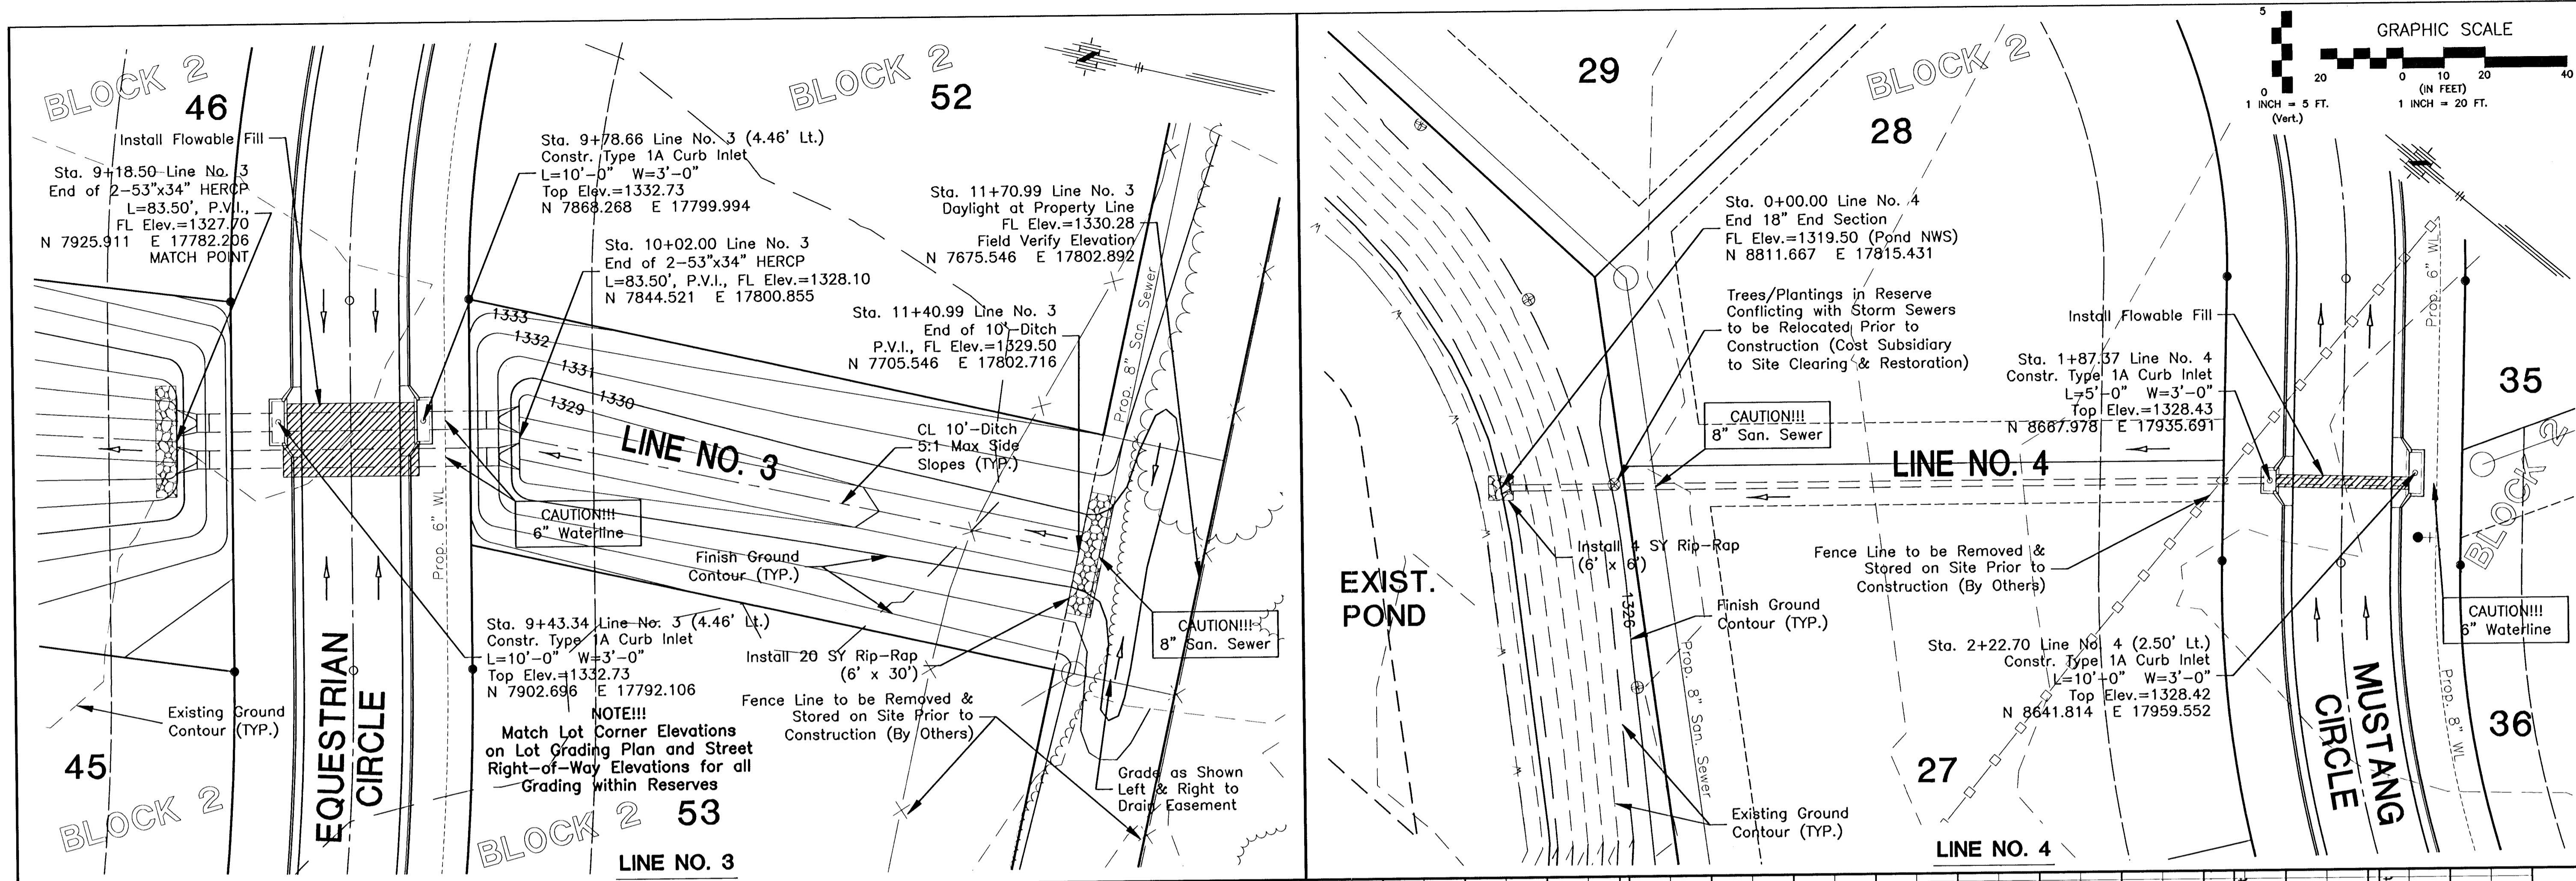 BLOCK 2
46
Install Flowable Fill
Sta. 9+18.50 Line No. 3
End of 2-53"x34" HERCP
L=83.50', P.V.I.,
FL Elev.=1327.70
N 7925.911 E 17782.206
MATCH POINT
Sta. 9+78.66 Line No. 3 (4.46' Lt.)
Constr. Type 1A Curb Inlet
L=10'-0" W=3'-0"
Top Elev.=1332.73
N 7868.268 E 17799.994
Sta. 10+02.00 Line No. 3
End of 2-53"x34" HERCP
L=83.50', P.V.I., FL Elev.=1328.10
N 7844.521 E 17800.855
BLOCK 2
52
Sta. 11+70.99 Line No. 3
Daylight at Property Line
FL Elev.=1330.28
Field Verify Elevation
N 7675.546 E 17802.892
Sta. 11+40.99 Line No. 3
End of 10'-Ditch
P.V.I., FL Elev.=1329.50
N 7705.546 E 17802.716
Prop. 8" San. Sewer
1333
1332
1331
1330
1329
LINE NO. 3
CL 10'-Ditch
5:1 Max Side
Slopes (TYP.)
CAUTION!!!
6" Waterline
Prop. 6" WL
Finish Ground
Contour (TYP.)
CAUTION!!!
8" San. Sewer
Sta. 9+43.34 Line No. 3 (4.46' Lt.)
Constr. Type 1A Curb Inlet
L=10'-0" W=3'-0"
Top Elev.=1332.73
N 7902.696 E 17792.106
Install 20 SY Rip-Rap
(6' x 30')
Fence Line to be Removed &
Stored on Site Prior to
Construction (By Others)
NOTE!!!
Match Lot Corner Elevations
on Lot Grading Plan and Street
Right-of-Way Elevations for all
Grading within Reserves
Existing Ground
Contour (TYP.)
45
BLOCK 2
EQUESTRIAN
CIRCLE
BLOCK 2
53
Grade as Shown
Left & Right to
Drain Easement
LINE NO. 3
29
BLOCK 2
28
5
0
1 INCH = 5 FT.
(Vert.)
GRAPHIC SCALE
20 0 10 20 40
(IN FEET)
1 INCH = 20 FT.
Sta. 0+00.00 Line No. 4
End 18" End Section
FL Elev.=1319.50 (Pond NWS)
N 8811.667 E 17815.431
Trees/Plantings in Reserve
Conflicting with Storm Sewers
to be Relocated Prior to
Construction (Cost Subsidiary
to Site Clearing & Restoration)
Install Flowable Fill
Sta. 1+87.37 Line No. 4
Constr. Type 1A Curb Inlet
L=5'-0" W=3'-0"
Top Elev.=1328.43
N 8667.978 E 17935.691
Prop. 6" WL
35
CAUTION!!!
8" San. Sewer
LINE NO. 4
BLOCK 2
Install 4 SY Rip-Rap
(6' x 6')
EXIST.
POND
1326
Finish Ground
Contour (TYP.)
Fence Line to be Removed &
Stored on Site Prior to
Construction (By Others)
CAUTION!!!
6" Waterline
Sta. 2+22.70 Line No. 4 (2.50' Lt.)
Constr. Type 1A Curb Inlet
L=10'-0" W=3'-0"
Top Elev.=1328.42
N 8641.814 E 17959.552
Prop. 8" San. Sewer
Prop. 8" WL
MUSTANG
CIRCLE
36
27
Existing Ground
Contour (TYP.)
LINE NO. 4